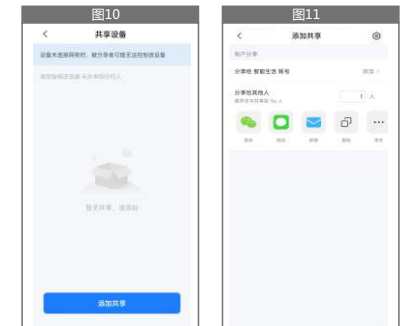 图10
共享设备
设备未连接网络时，被分享者可能无法控制该设备
暂无共享，请添加
添加共享
图11
添加共享
账户分享
分享给 智能生活 账号
添加
分享给其他人
1 人
微信
短信
邮件
复制
更多